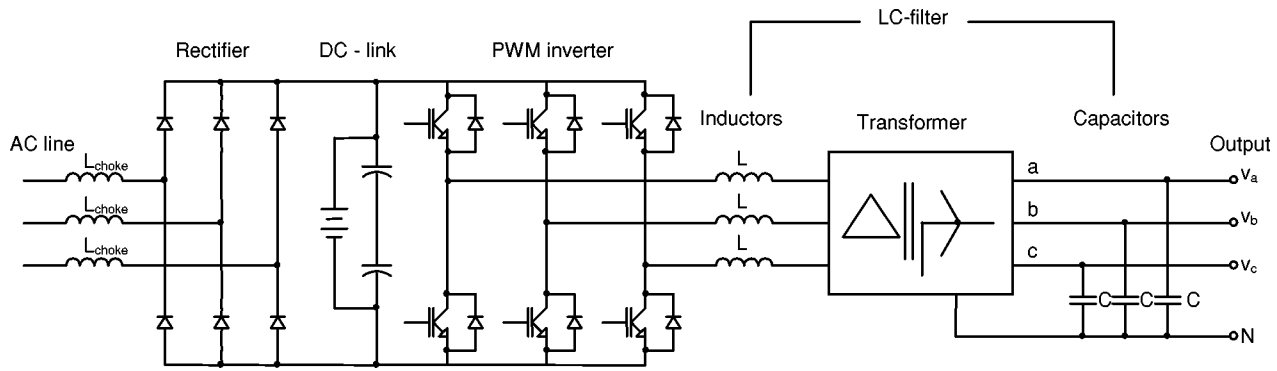 LC-filter
Rectifier
DC - link
PWM inverter
Inductors
Transformer
Capacitors
AC line
Output
Lchoke
L
a
va
Lchoke
L
b
vb
Lchoke
L
c
vc
C
C
C
N